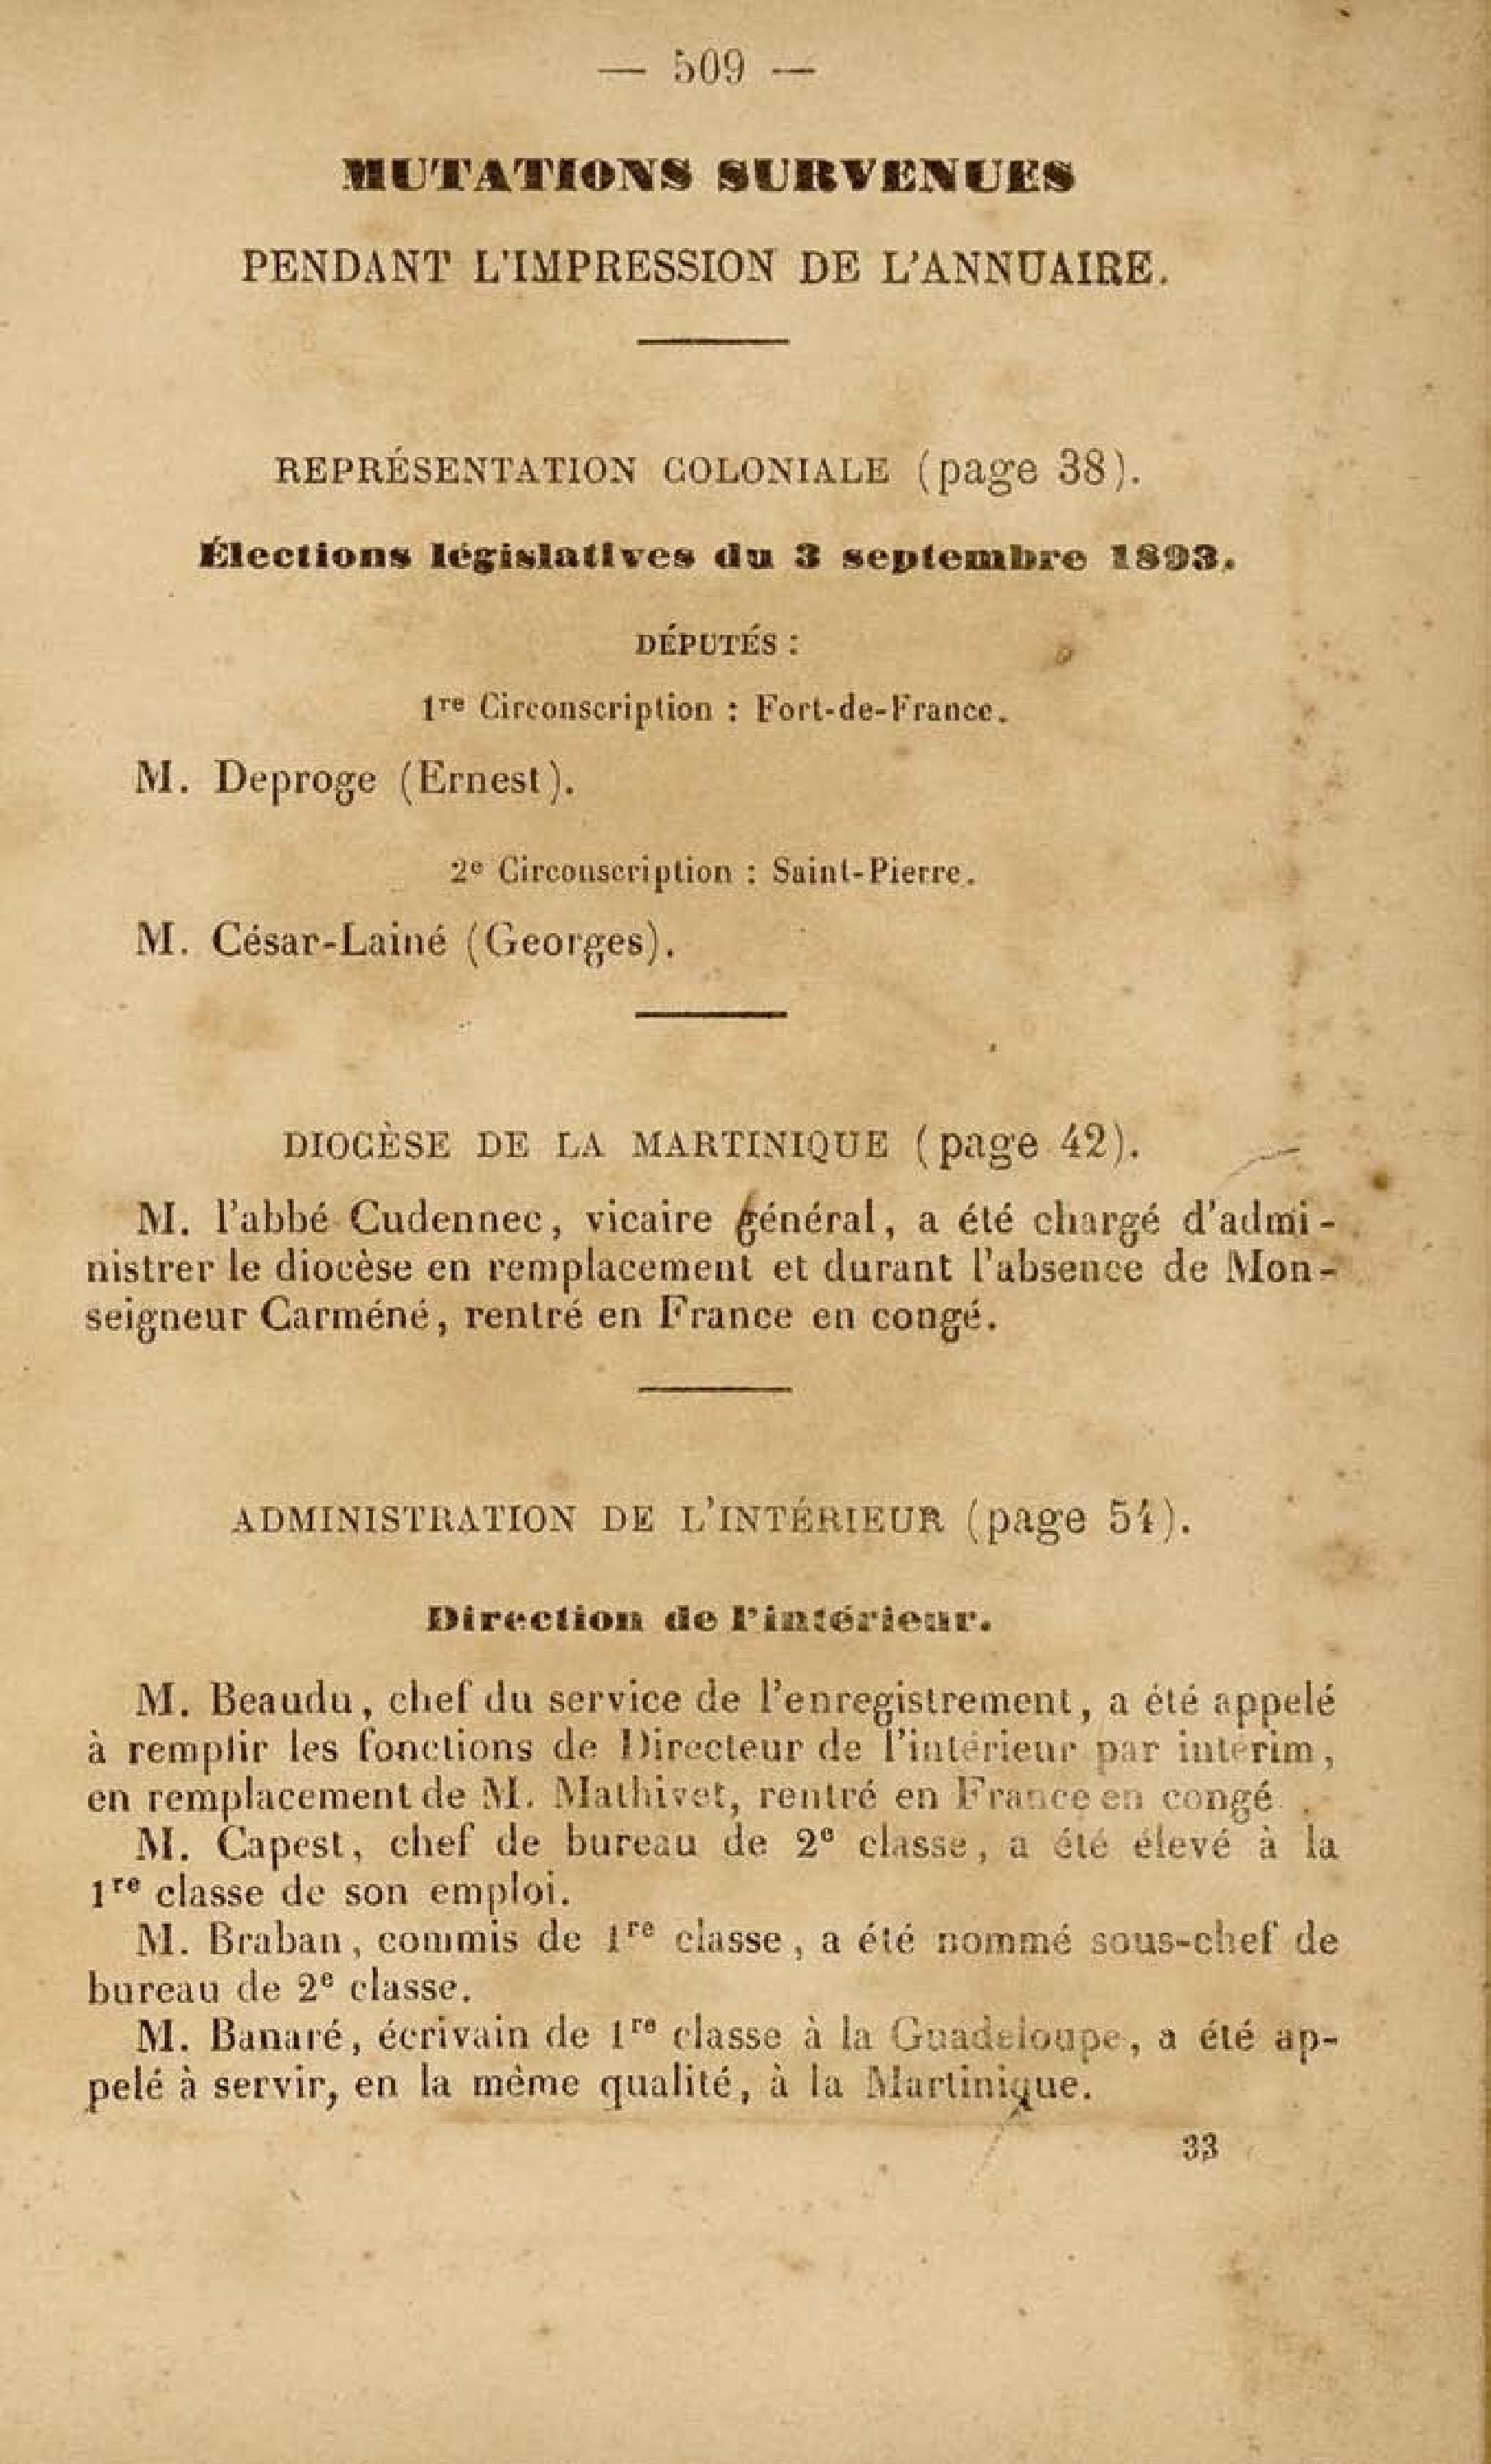 — 509 —
MUTATIONS SURVENUES
PENDANT L'IMPRESSION DE L'ANNUAIRE.
REPRÉSENTATION COLONIALE (page 38).
Élections législatives du 3 septembre 1893.
DÉPUTÉS :
1re Circonscription : Fort-de-France.
M. Deproge (Ernest).
2e Circonscription : Saint-Pierre.
M. César-Lainé (Georges).
DIOCÈSE DE LA MARTINIQUE (page 42).
M. l'abbé Cudennec, vicaire général, a été chargé d'admi-
nistrer le diocèse en remplacement et durant l'absence de Mon-
seigneur Carméné, rentré en France en congé.
ADMINISTRATION DE L'INTÉRIEUR (page 54).
Direction de l'intérieur.
M. Beaudu, chef du service de l'enregistrement, a été appelé
à remplir les fonctions de Directeur de l'intérieur par intérim,
en remplacement de M. Mathivet, rentré en France en congé.
M. Capest, chef de bureau de 2e classe, a été élevé à la
1re classe de son emploi.
M. Braban, commis de 1re classe, a été nommé sous-chef de
bureau de 2e classe.
M. Banaré, écrivain de 1re classe à la Guadeloupe, a été ap-
pelé à servir, en la même qualité, à la Martinique.
33